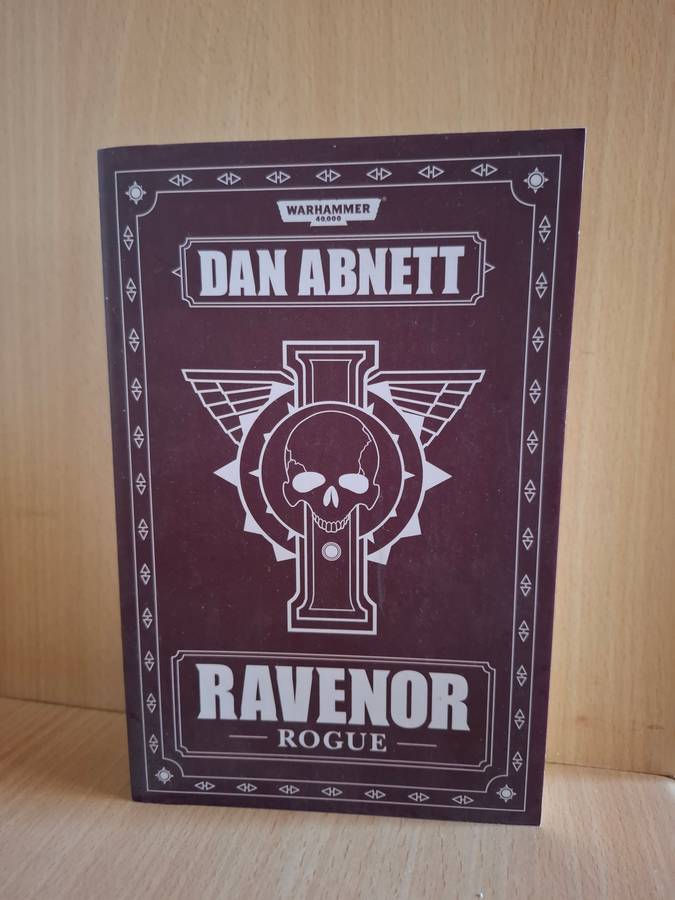 WARHAMMER®
40,000
DAN ABNETT
RAVENOR
ROGUE